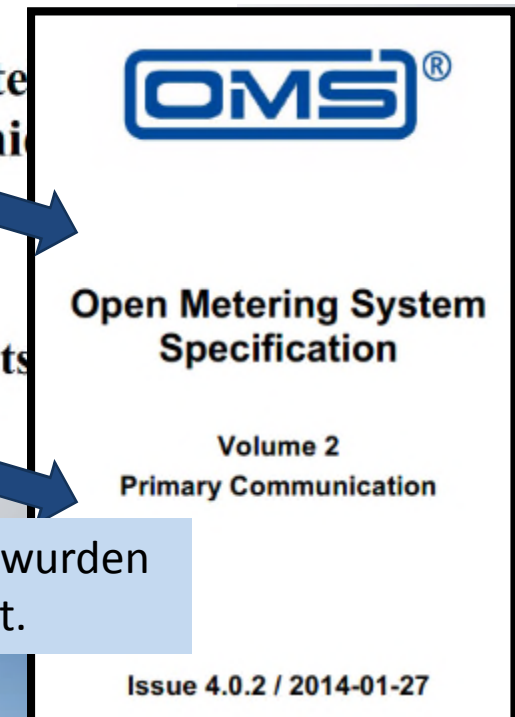 OMS®
Open Metering System
Specification
Volume 2
Primary Communication
wurden
t.
Issue 4.0.2 / 2014-01-27